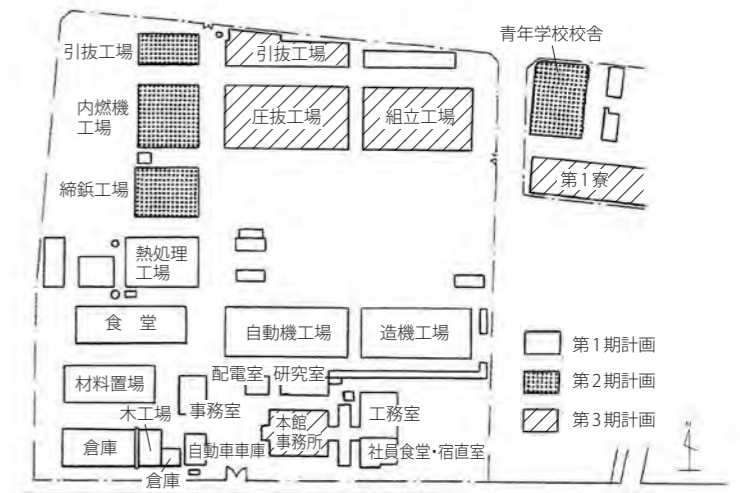 青年学校校舎
引抜工場
引抜工場
内燃機
工場
圧抜工場
組立工場
締鋲工場
第1寮
熱処理
工場
食 堂
自動機工場
造機工場
第1期計画
材料置場
配電室
研究室
第2期計画
木工場
事務室
本館
事務所
工務室
第3期計画
倉庫
自動車車庫
社員食堂・宿直室
倉庫